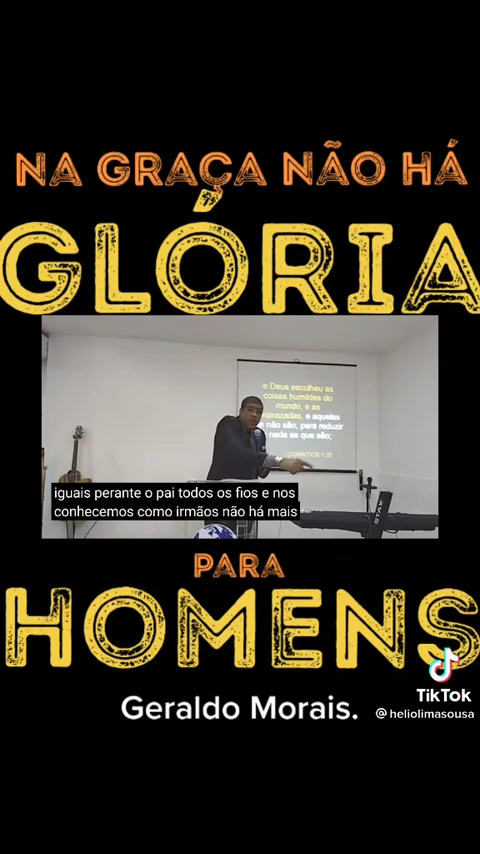 NA GRAÇA NÃO HÁ
GLÓRIA
e Deus escolheu as
coisas humildes do
mundo, e as
esprazadas, e aquelas
e não são, para reduzir
nada as que são;
iguais perante o pai todos os fios e nos
conhecemos como irmãos não há mais
STAY
PARA
HOMENS
TikTok
Geraldo Morais.
@heliolimasousa